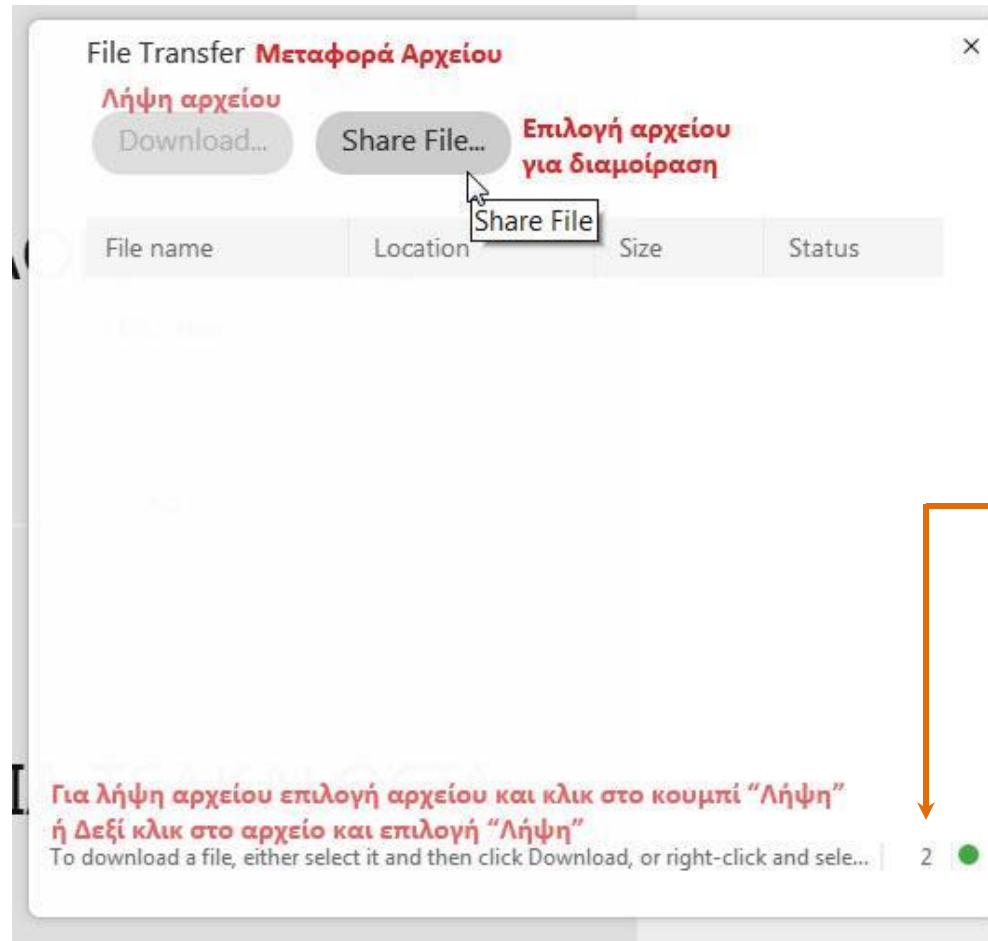 File Transfer Μεταφορά Αρχείου
Λήψη αρχείου
Download... Share File... Επιλογή αρχείου
για διαμοίραση
Share File
File name Location Size Status
Για λήψη αρχείου επιλογή αρχείου και κλικ στο κουμπί “Λήψη”
ή Δεξί κλικ στο αρχείο και επιλογή “Λήψη”
To download a file, either select it and then click Download, or right-click and sele... 2